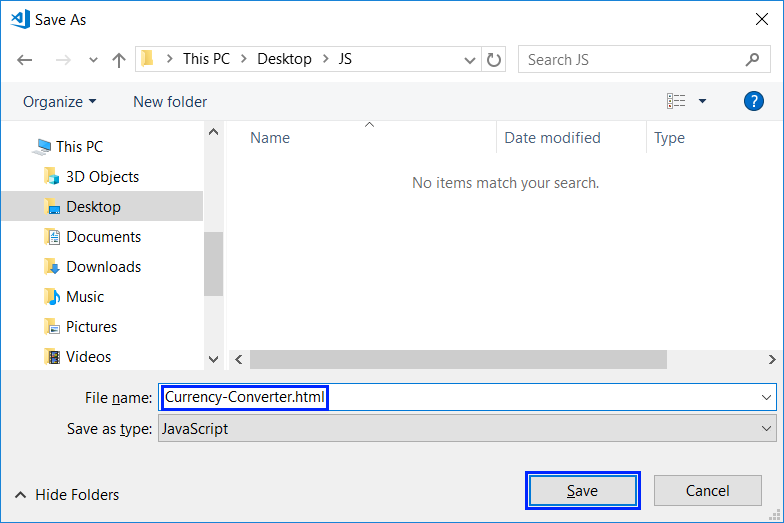 Save As
This PC > Desktop > JS
Search JS
Organize
New folder
?
Name
Date modified
Type
No items match your search.
This PC
3D Objects
Desktop
Documents
Downloads
Music
Pictures
Videos
File name: Currency-Converter.html
Save as type: JavaScript
Hide Folders
Save
Cancel